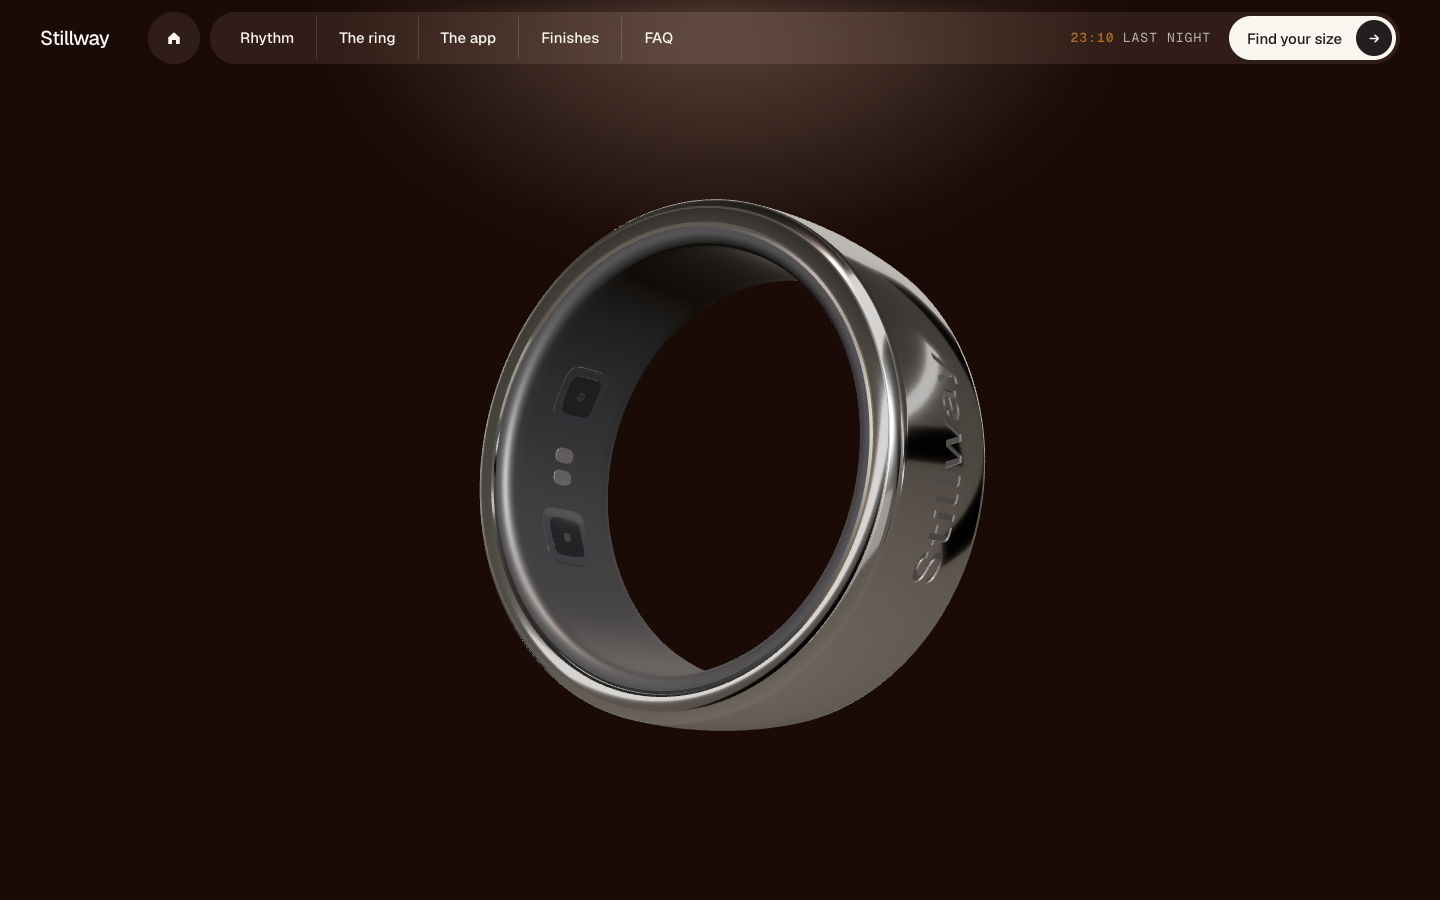 Stillway
Rhythm
The ring
The app
Finishes
FAQ
23:10 LAST NIGHT
Find your size
Stillway